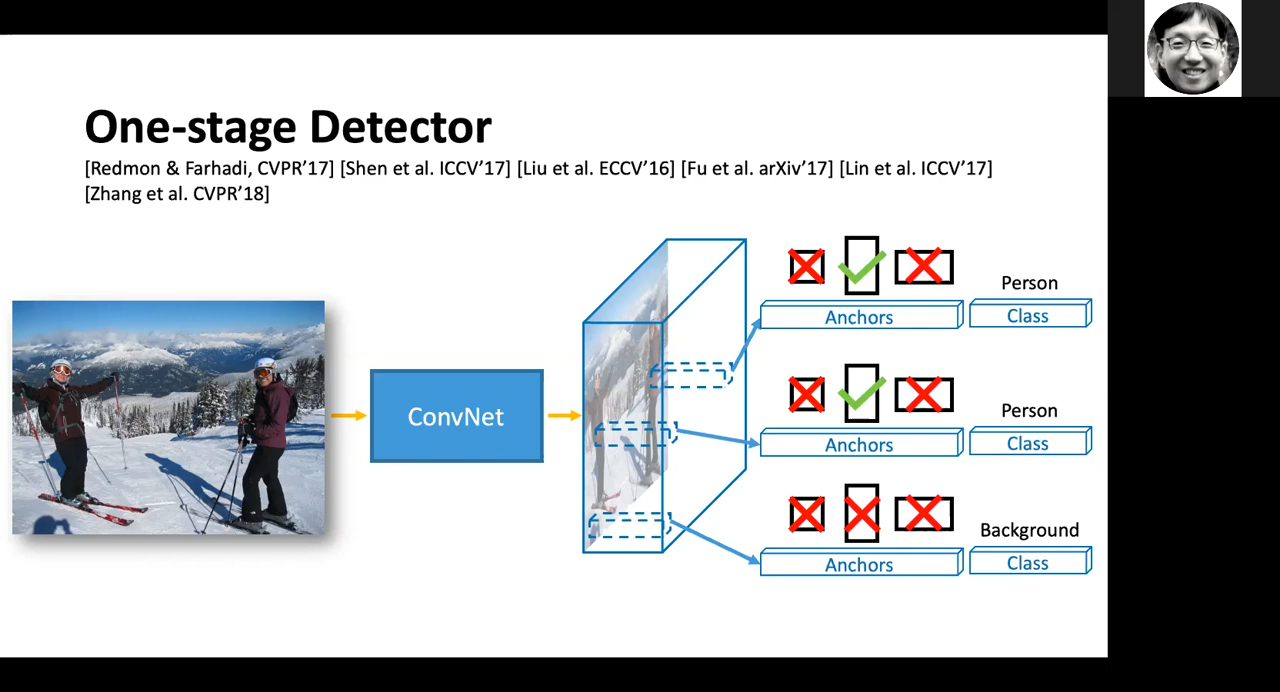 One-stage Detector
[Redmon & Farhadi, CVPR’17] [Shen et al. ICCV’17] [Liu et al. ECCV’16] [Fu et al. arXiv’17] [Lin et al. ICCV’17]
[Zhang et al. CVPR’18]
ConvNet
Person
Anchors
Class
Person
Anchors
Class
Background
Anchors
Class